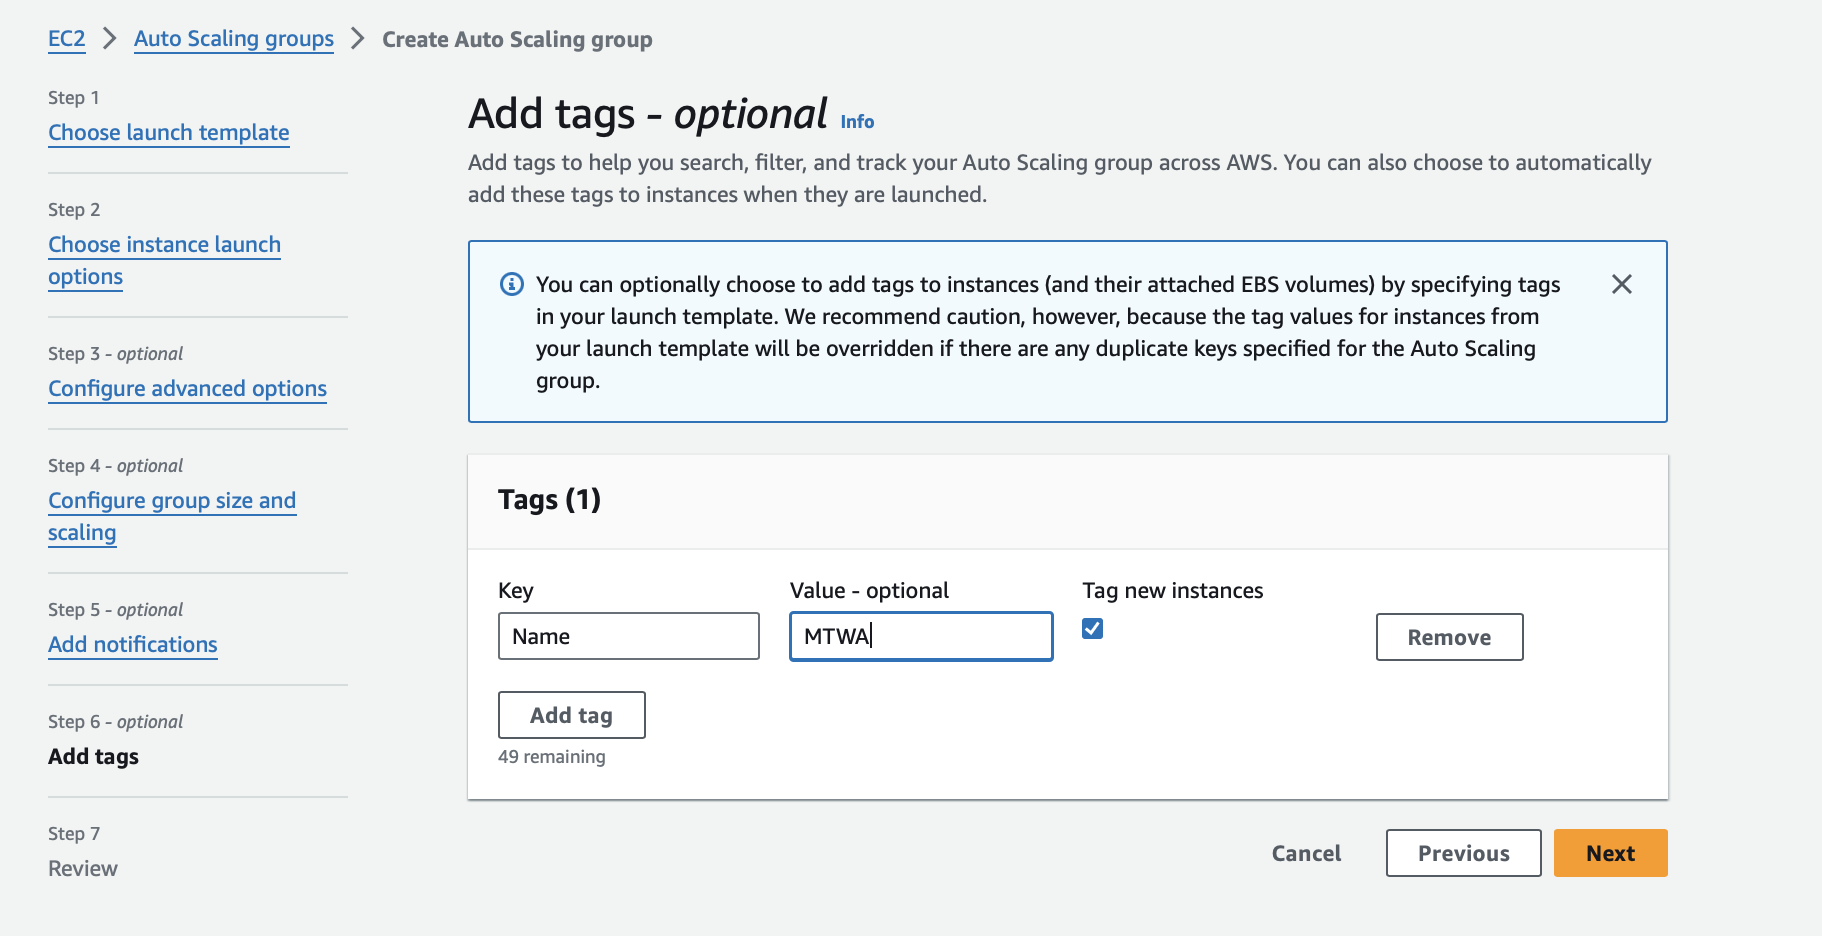 EC2 > Auto Scaling groups > Create Auto Scaling group
Step 1
Choose launch template
Step 2
Choose instance launch
options
Step 3 - optional
Configure advanced options
Step 4 - optional
Configure group size and
scaling
Step 5 - optional
Add notifications
Step 6 - optional
Add tags
Step 7
Review
Add tags - optional Info
Add tags to help you search, filter, and track your Auto Scaling group across AWS. You can also choose to automatically
add these tags to instances when they are launched.
You can optionally choose to add tags to instances (and their attached EBS volumes) by specifying tags
in your launch template. We recommend caution, however, because the tag values for instances from
your launch template will be overridden if there are any duplicate keys specified for the Auto Scaling
group.
Tags (1)
Key Value - optional Tag new instances
Name MTWA Remove
Add tag
49 remaining
Cancel Previous Next